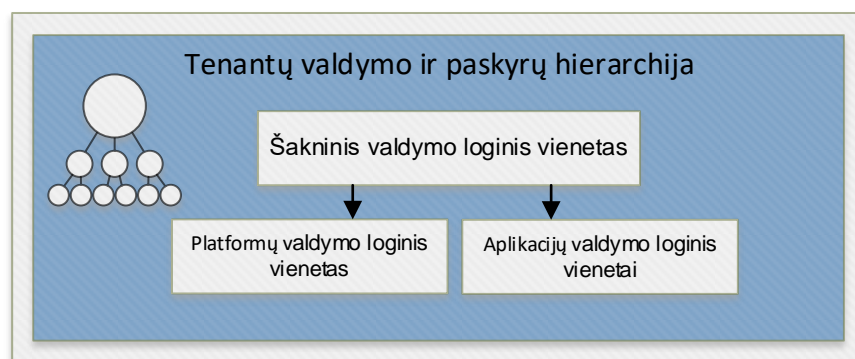 Tenantų valdymo ir paskyrų hierarchija
Šakninis valdymo loginis vienetas
Platformų valdymo loginis
vienetas
Aplikacijų valdymo loginis
vienetai